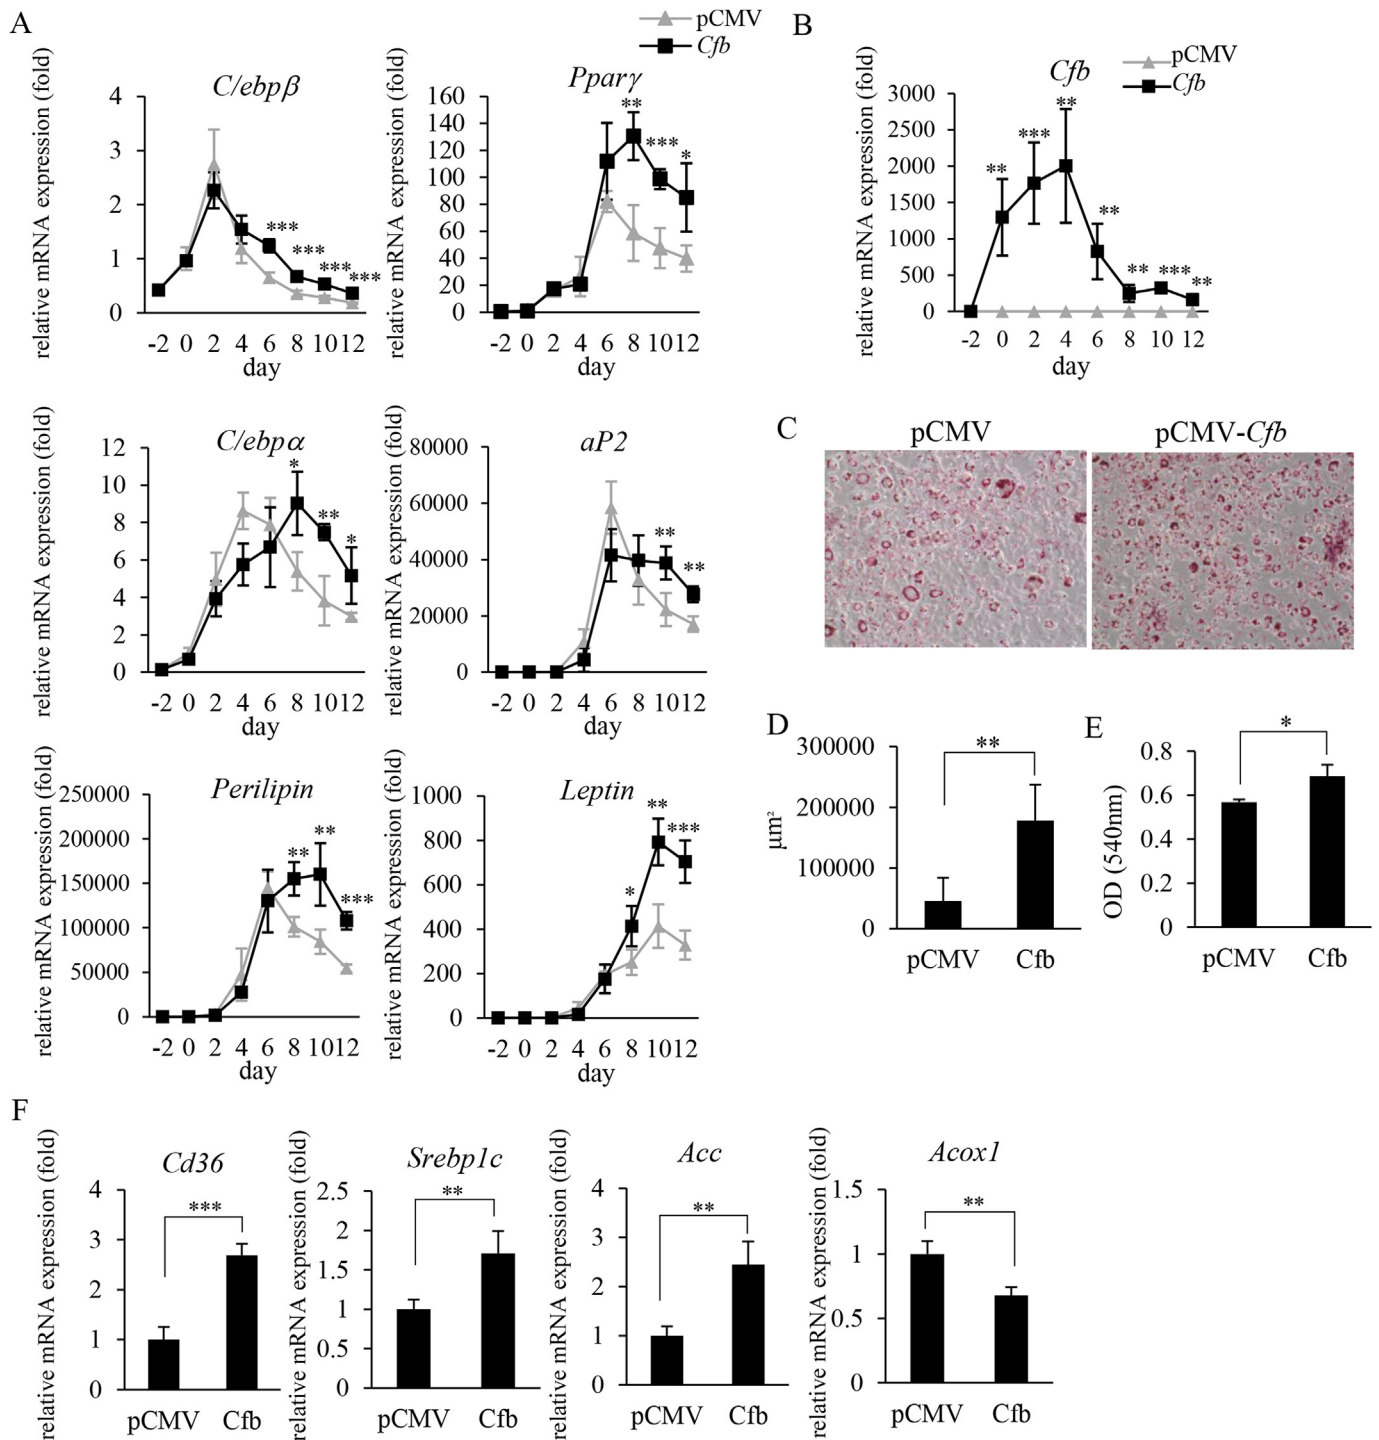 A
pCMV
Cfb
C/ebpβ
relative mRNA expression (fold)
4
3
2
1
0
-2 0 2 4 6 8 10 12
day
***
***
***
***
Pparγ
relative mRNA expression (fold)
160
140
120
100
80
60
40
20
0
-2 0 2 4 6 8 10 12
day
**
***
*
B
pCMV
Cfb
Cfb
relative mRNA expression (fold)
3000
2500
2000
1500
1000
500
0
-2 0 2 4 6 8 10 12
day
**
***
**
**
**
***
**
C/ebpα
relative mRNA expression (fold)
12
10
8
6
4
2
0
-2 0 2 4 6 8 10 12
day
*
**
*
aP2
relative mRNA expression (fold)
80000
60000
40000
20000
0
-2 0 2 4 6 8 10 12
day
**
**
C
pCMV
pCMV-Cfb
Perilipin
relative mRNA expression (fold)
250000
200000
150000
100000
50000
0
-2 0 2 4 6 8 10 12
day
**
**
***
Leptin
relative mRNA expression (fold)
1000
800
600
400
200
0
-2 0 2 4 6 8 10 12
day
*
**
***
D
µm²
300000
200000
100000
0
**
pCMV Cfb
E
OD (540nm)
0.8
0.6
0.4
0.2
0
*
pCMV Cfb
F
Cd36
relative mRNA expression (fold)
4
3
2
1
0
***
pCMV Cfb
Srebp1c
relative mRNA expression (fold)
2.5
2
1.5
1
0.5
0
**
pCMV Cfb
Acc
relative mRNA expression (fold)
4
3
2
1
0
**
pCMV Cfb
Acox1
relative mRNA expression (fold)
1.5
1
0.5
0
**
pCMV Cfb